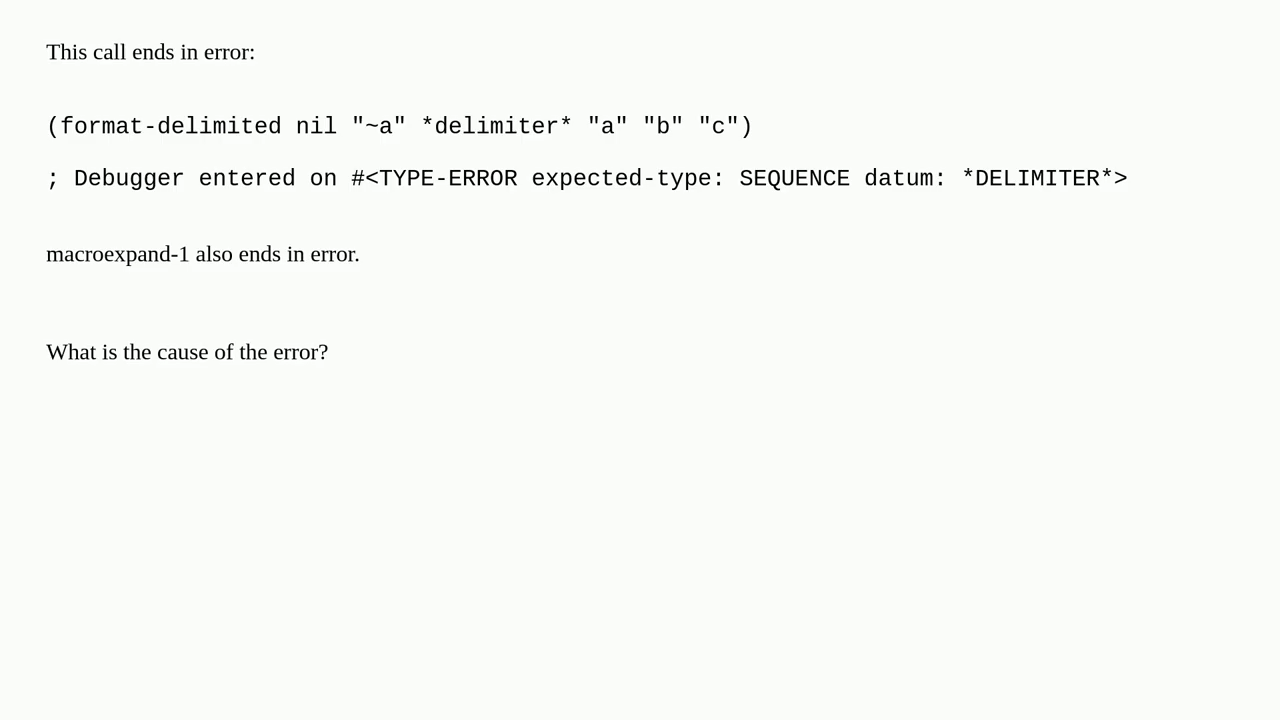 This call ends in error:
(format-delimited nil "~a" *delimiter* "a" "b" "c")
; Debugger entered on #<TYPE-ERROR expected-type: SEQUENCE datum: *DELIMITER*>
macroexpand-1 also ends in error.
What is the cause of the error?